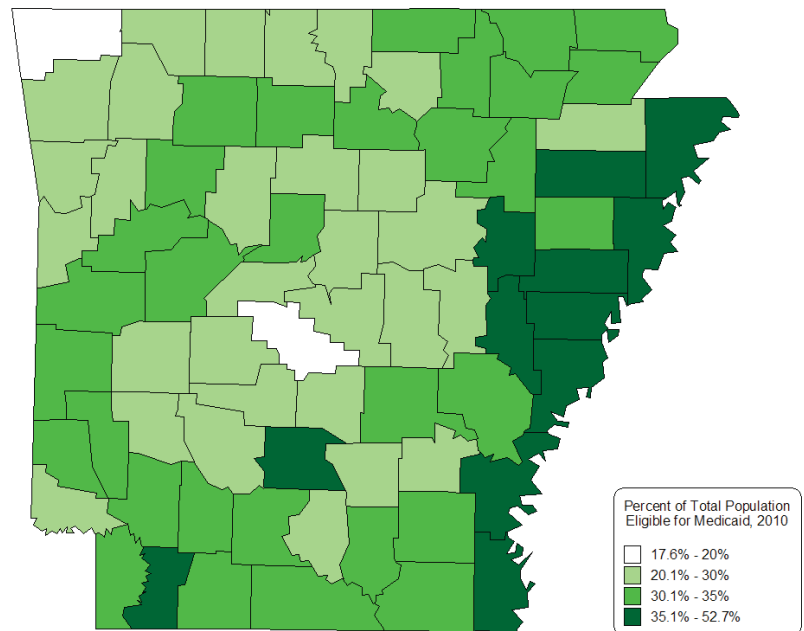 Percent of Total Population
Eligible for Medicaid, 2010
17.6% - 20%
20.1% - 30%
30.1% - 35%
35.1% - 52.7%